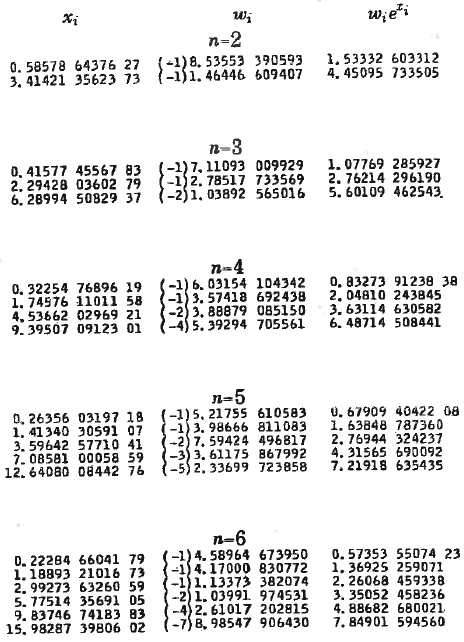 xᵢ wᵢ wᵢeˣⁱ
n=2
0.58578 64376 27 (-1)8.53553 390593 1.53332 603312
3.41421 35623 73 (-1)1.46446 609407 4.45095 733505
n=3
0.41577 45567 83 (-1)7.11093 009929 1.07769 285927
2.29428 03602 79 (-1)2.78517 733569 2.76214 296190
6.28994 50829 37 (-2)1.03892 565016 5.60109 462543
n=4
0.32254 76896 19 (-1)6.03154 104342 0.83273 91238 38
1.74576 11011 58 (-1)3.57418 692438 2.04810 243845
4.53662 02969 21 (-2)3.88879 085150 3.63114 630582
9.39507 09123 01 (-4)5.39294 705561 6.48714 508441
n=5
0.26356 03197 18 (-1)5.21755 610583 0.67909 40422 08
1.41340 30591 07 (-1)3.98666 811083 1.63848 787360
3.59642 57710 41 (-2)7.59424 496817 2.76944 324237
7.08581 00058 59 (-3)3.61175 867992 4.31565 690092
12.64080 08442 76 (-5)2.33699 723858 7.21918 635435
n=6
0.22284 66041 79 (-1)4.58964 673950 0.57353 55074 23
1.18893 21016 73 (-1)4.17000 830772 1.36925 259071
2.99273 63260 59 (-1)1.13373 382074 2.26068 459338
5.77514 35691 05 (-2)1.03991 974531 3.35052 458236
9.83746 74183 83 (-4)2.61017 202815 4.88682 680021
15.98287 39806 02 (-7)8.98547 906430 7.84901 594560